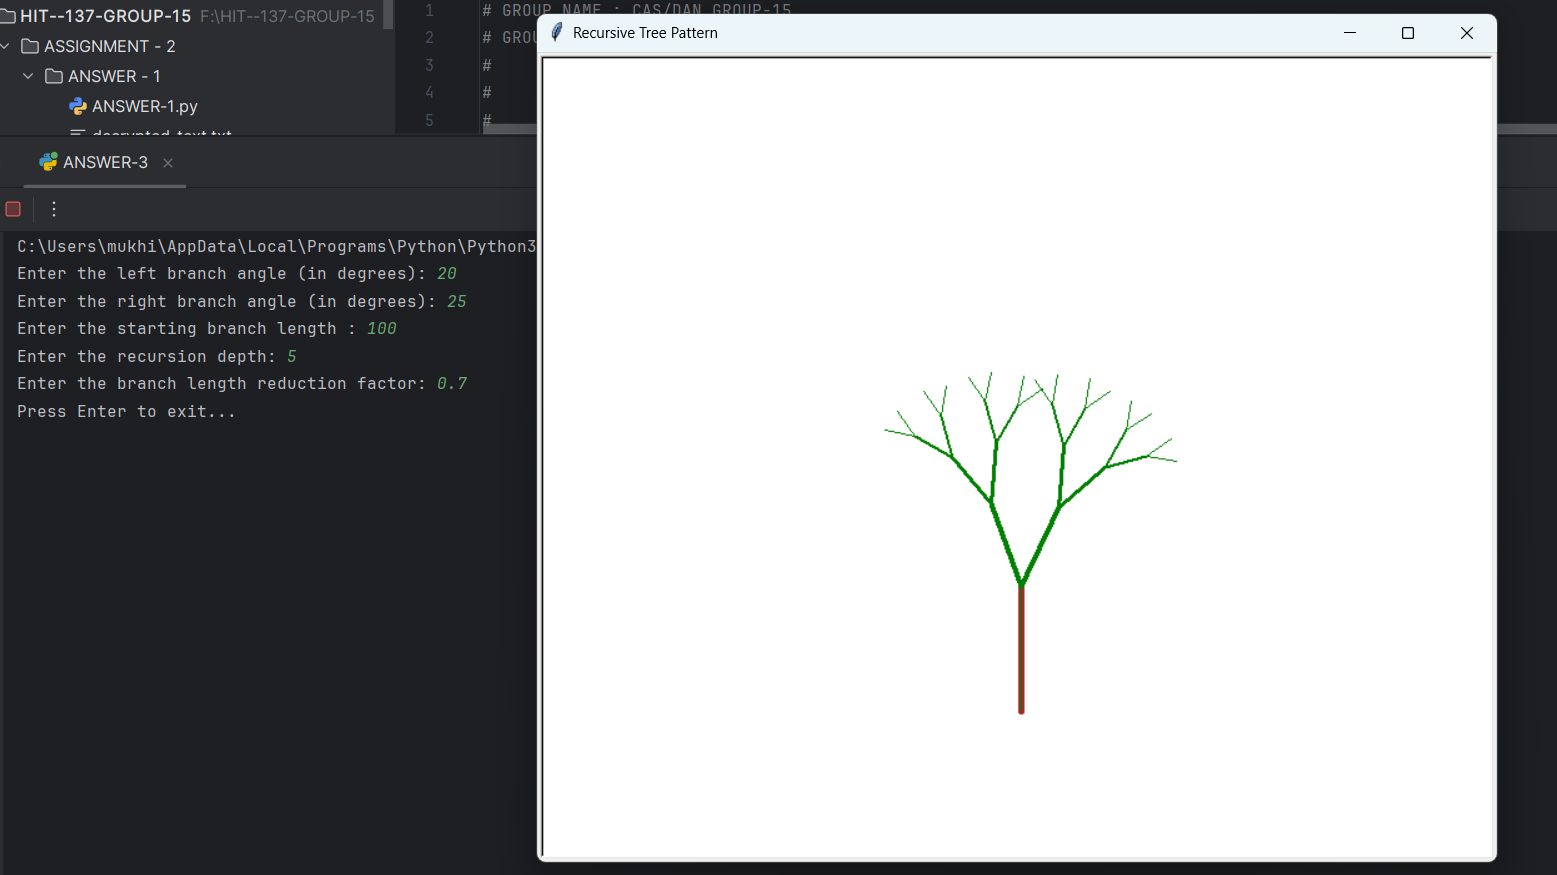 HIT--137-GROUP-15 F:\HIT--137-GROUP-15
ASSIGNMENT - 2
ANSWER - 1
ANSWER-1.py
decrypted_text.txt
1 # GROUP NAME : CAS/DAN GROUP-15
2 # GROU
3 #
4 #
5 #
Recursive Tree Pattern
ANSWER-3
C:\Users\mukhi\AppData\Local\Programs\Python\Python3
Enter the left branch angle (in degrees): 20
Enter the right branch angle (in degrees): 25
Enter the starting branch length : 100
Enter the recursion depth: 5
Enter the branch length reduction factor: 0.7
Press Enter to exit...